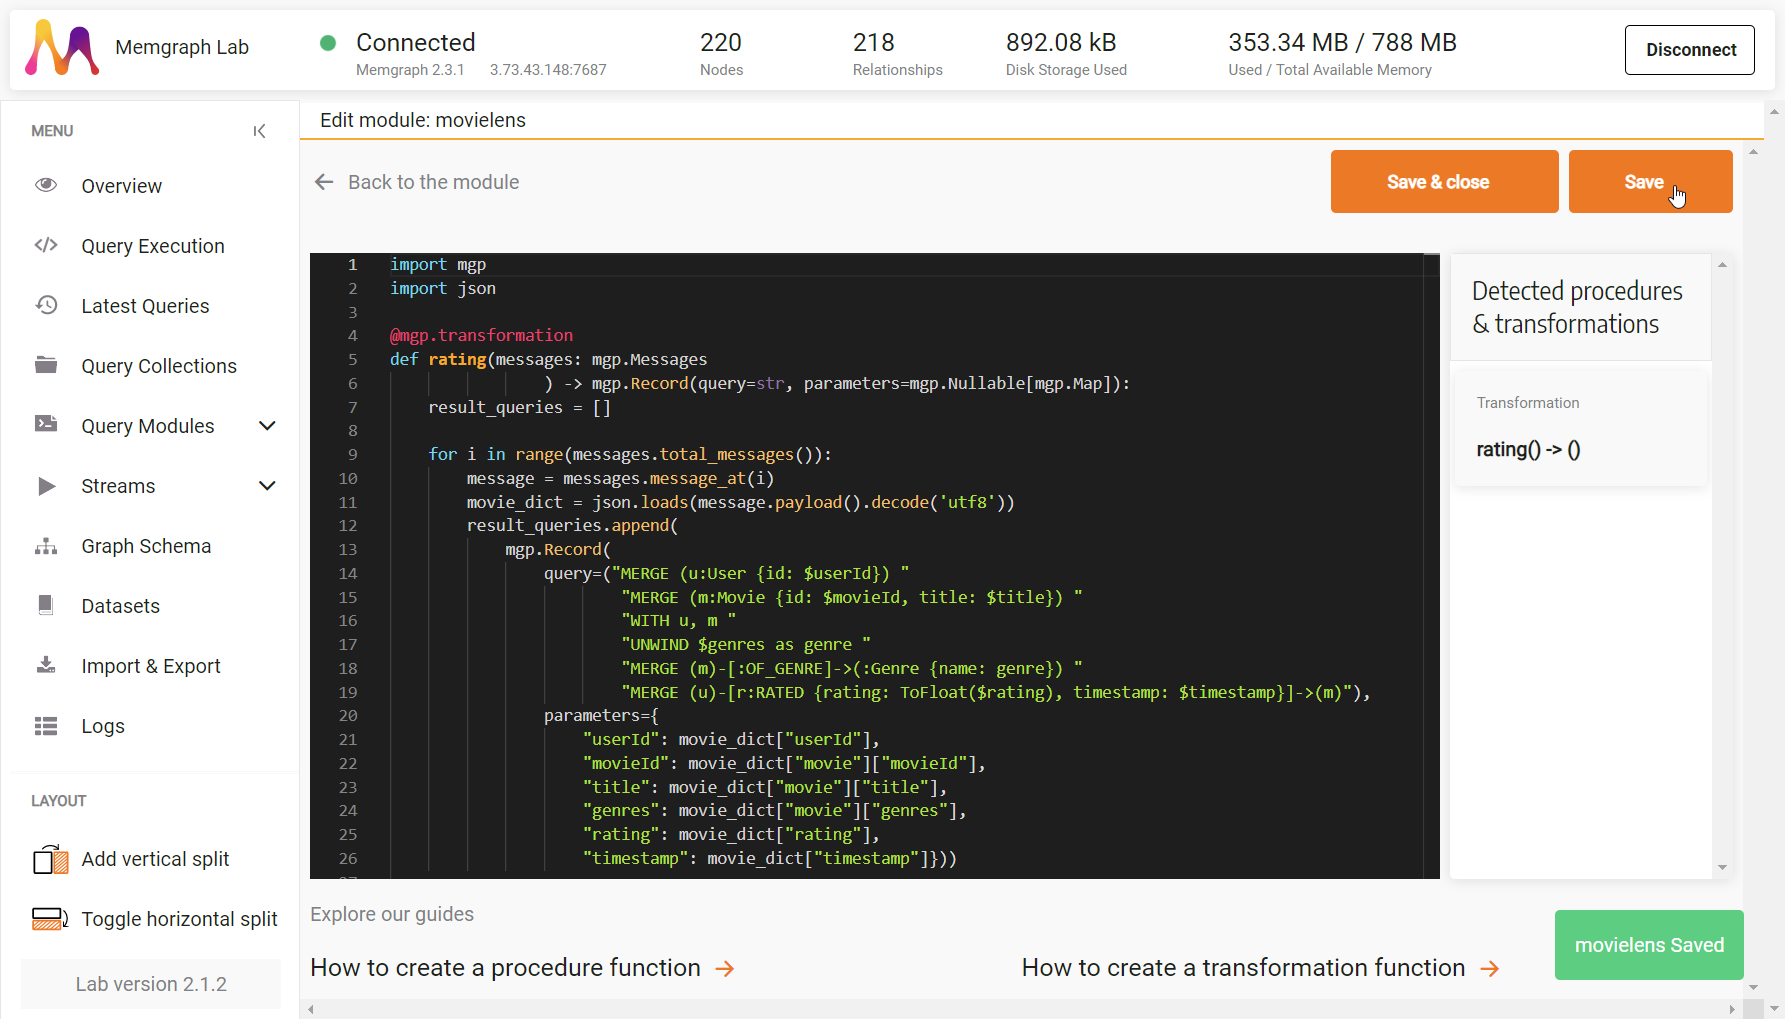 Memgraph Lab
Connected
Memgraph 2.3.1 3.73.43.148:7687
220
Nodes
218
Relationships
892.08 kB
Disk Storage Used
353.34 MB / 788 MB
Used / Total Available Memory
Disconnect
MENU
Overview
Query Execution
Latest Queries
Query Collections
Query Modules
Streams
Graph Schema
Datasets
Import & Export
Logs
LAYOUT
Add vertical split
Toggle horizontal split
Lab version 2.1.2
Edit module: movielens
Back to the module
Save & close
Save
1 import mgp
2 import json
3
4 @mgp.transformation
5 def rating(messages: mgp.Messages
6 ) -> mgp.Record(query=str, parameters=mgp.Nullable[mgp.Map]):
7 result_queries = []
8
9 for i in range(messages.total_messages()):
10 message = messages.message_at(i)
11 movie_dict = json.loads(message.payload().decode('utf8'))
12 result_queries.append(
13 mgp.Record(
14 query=("MERGE (u:User {id: $userId}) "
15 "MERGE (m:Movie {id: $movieId, title: $title}) "
16 "WITH u, m "
17 "UNWIND $genres as genre "
18 "MERGE (m)-[:OF_GENRE]->(:Genre {name: genre}) "
19 "MERGE (u)-[r:RATED {rating: ToFloat($rating), timestamp: $timestamp}]->(m)"),
20 parameters={
21 "userId": movie_dict["userId"],
22 "movieId": movie_dict["movie"]["movieId"],
23 "title": movie_dict["movie"]["title"],
24 "genres": movie_dict["movie"]["genres"],
25 "rating": movie_dict["rating"],
26 "timestamp": movie_dict["timestamp"]}))
Detected procedures
& transformations
Transformation
rating() -> ()
Explore our guides
How to create a procedure function
How to create a transformation function
movielens Saved